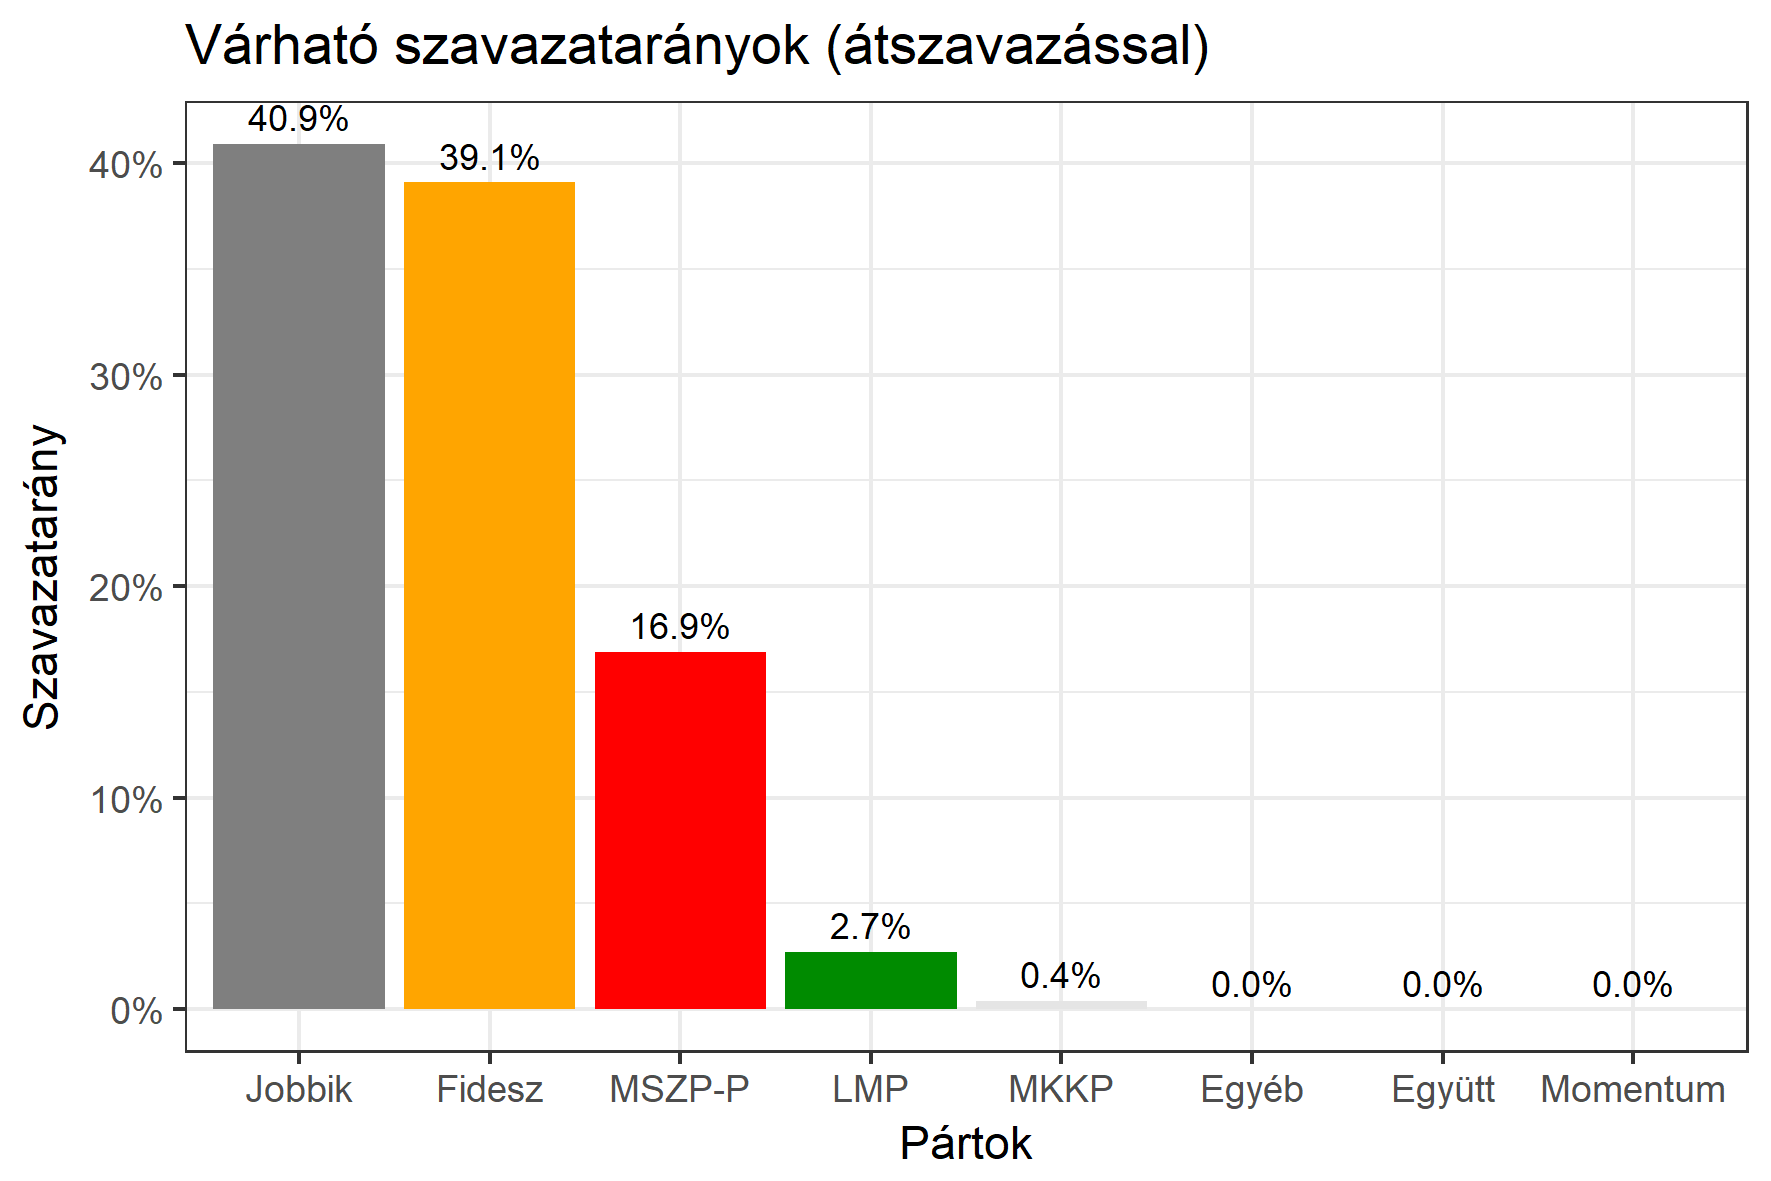 Várható szavazatarányok (átszavazással)
40.9%
39.1%
16.9%
2.7%
0.4%
0.0%
0.0%
0.0%
40%
30%
20%
10%
0%
Szavazatarány
Jobbik
Fidesz
MSZP-P
LMP
MKKP
Egyéb
Együtt
Momentum
Pártok